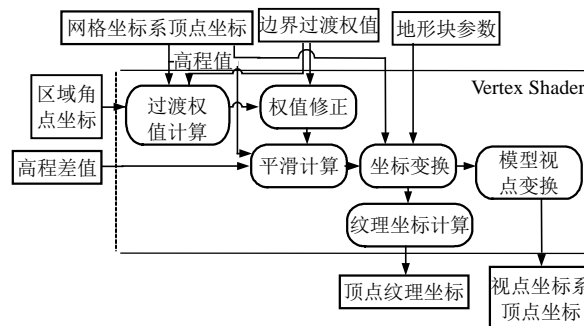 网格坐标系顶点坐标
边界过渡权值
地形块参数
高程值
Vertex Shader
区域角
点坐标
过渡权
值计算
权值修正
高程差值
平滑计算
坐标变换
模型视
点变换
纹理坐标计算
顶点纹理坐标
视点坐标系
顶点坐标